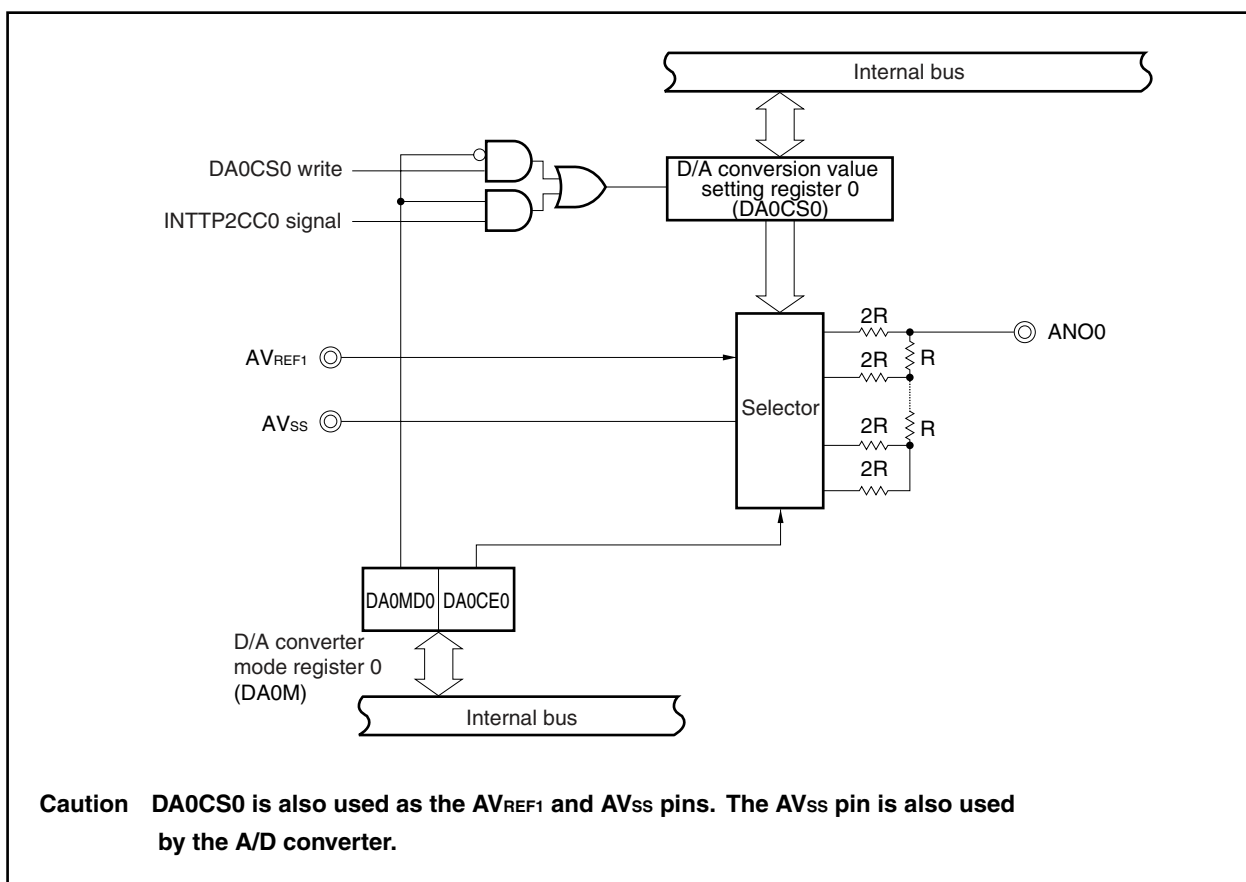 Internal bus
DA0CS0 write
INTTP2CC0 signal
D/A conversion value
setting register 0
(DA0CS0)
2R
ANO0
R
AVREF1
2R
Selector
AVSS
2R
R
2R
DA0MD0 DA0CE0
D/A converter
mode register 0
(DA0M)
Internal bus
Caution DA0CS0 is also used as the AVREF1 and AVSS pins. The AVSS pin is also used
by the A/D converter.